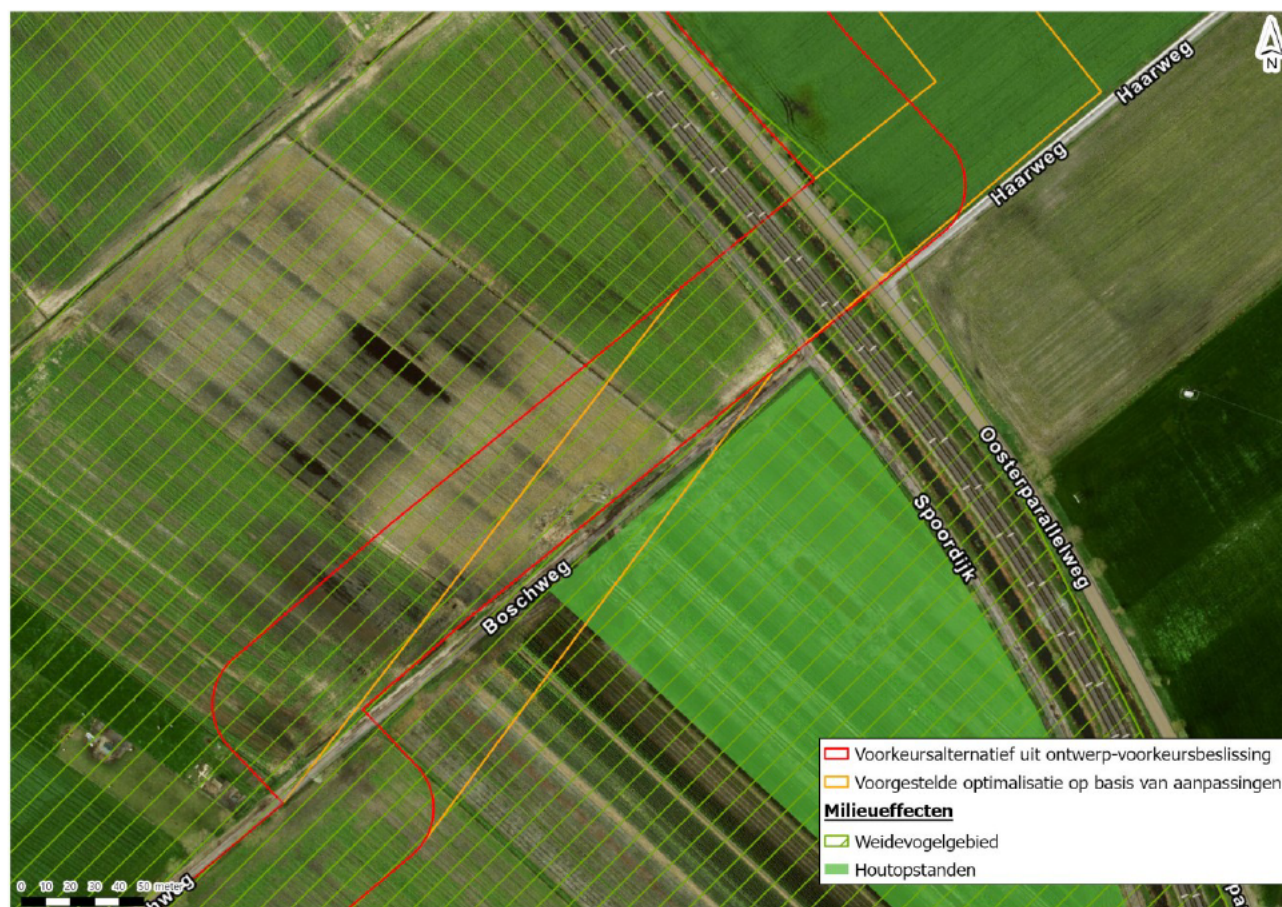 N
Haarweg
Haarweg
Oosterparallelweg
Spoordijk
Boschweg
Voorkeursalternatief uit ontwerp-voorkeursbeslissing
Voorgestelde optimalisatie op basis van aanpassingen
Milieueffecten
Weidevogelgebied
Houtopstanden
0 10 20 30 40 50 meter